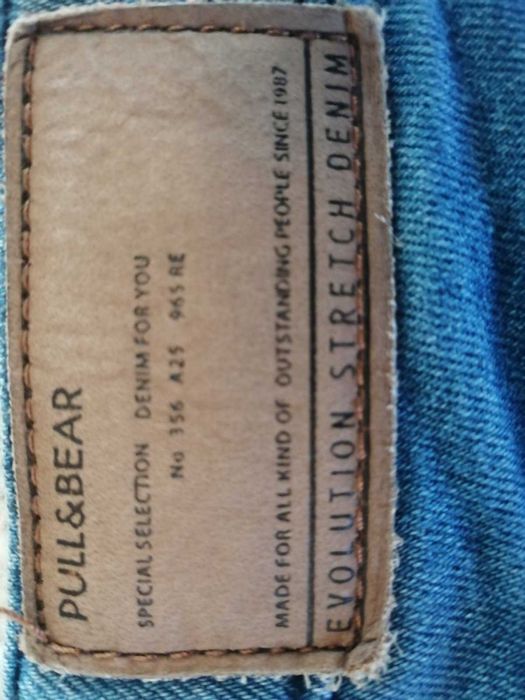 PULL&BEAR
SPECIAL SELECTION DENIM FOR YOU
No 356 A25 965 RE
MADE FOR ALL KIND OF OUTSTANDING PEOPLE SINCE 1987
EVOLUTION STRETCH DENIM